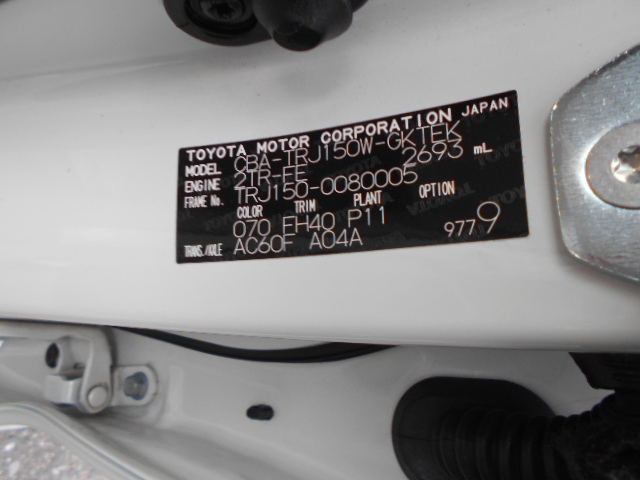 TOYOTA MOTOR CORPORATION JAPAN
MODEL CBA-TRJ150W-GKTEK
ENGINE 2TR-FE 2693 mL
FRAME No. TRJ150-0080005
COLOR TRIM PLANT OPTION
070 FH40 P11
TRANS./AXLE AC60F A04A 977 9